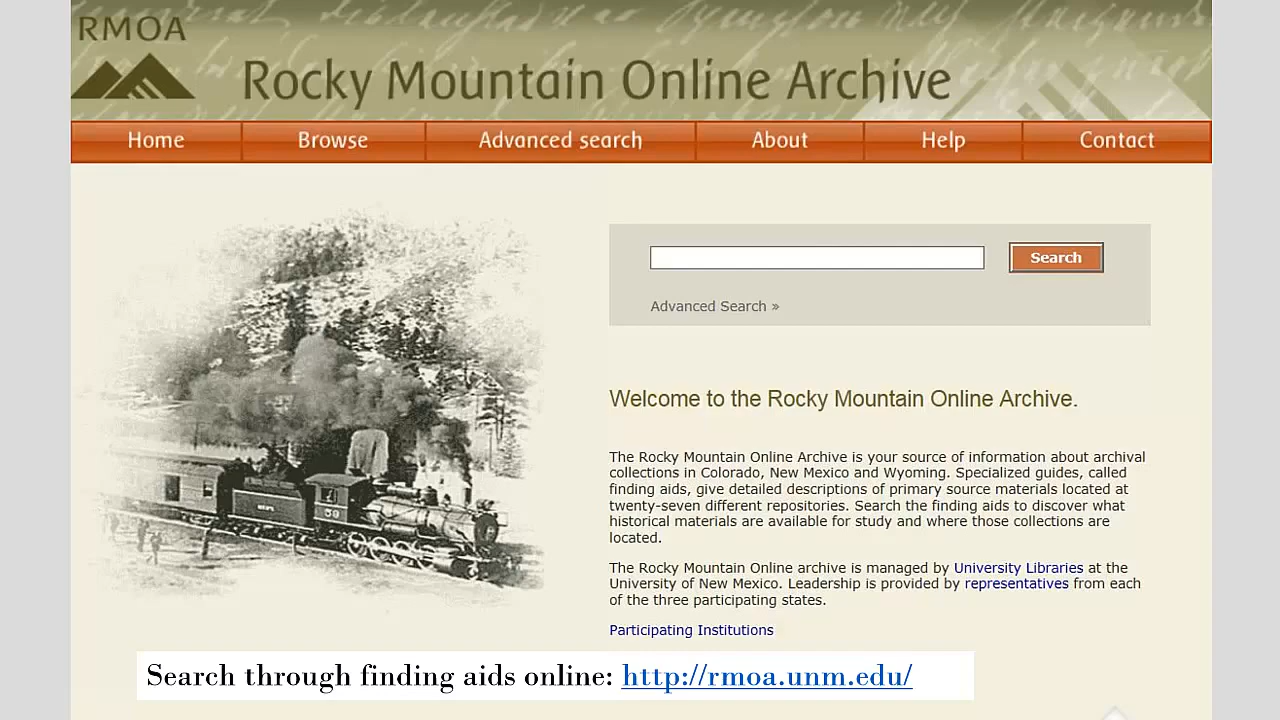 RMOA
Rocky Mountain Online Archive
Home Browse Advanced search About Help Contact
Search
Advanced Search »
Welcome to the Rocky Mountain Online Archive.
The Rocky Mountain Online Archive is your source of information about archival
collections in Colorado, New Mexico and Wyoming. Specialized guides, called
finding aids, give detailed descriptions of primary source materials located at
twenty-seven different repositories. Search the finding aids to discover what
historical materials are available for study and where those collections are
located.
The Rocky Mountain Online archive is managed by University Libraries at the
University of New Mexico. Leadership is provided by representatives from each
of the three participating states.
Participating Institutions
Search through finding aids online: http://rmoa.unm.edu/